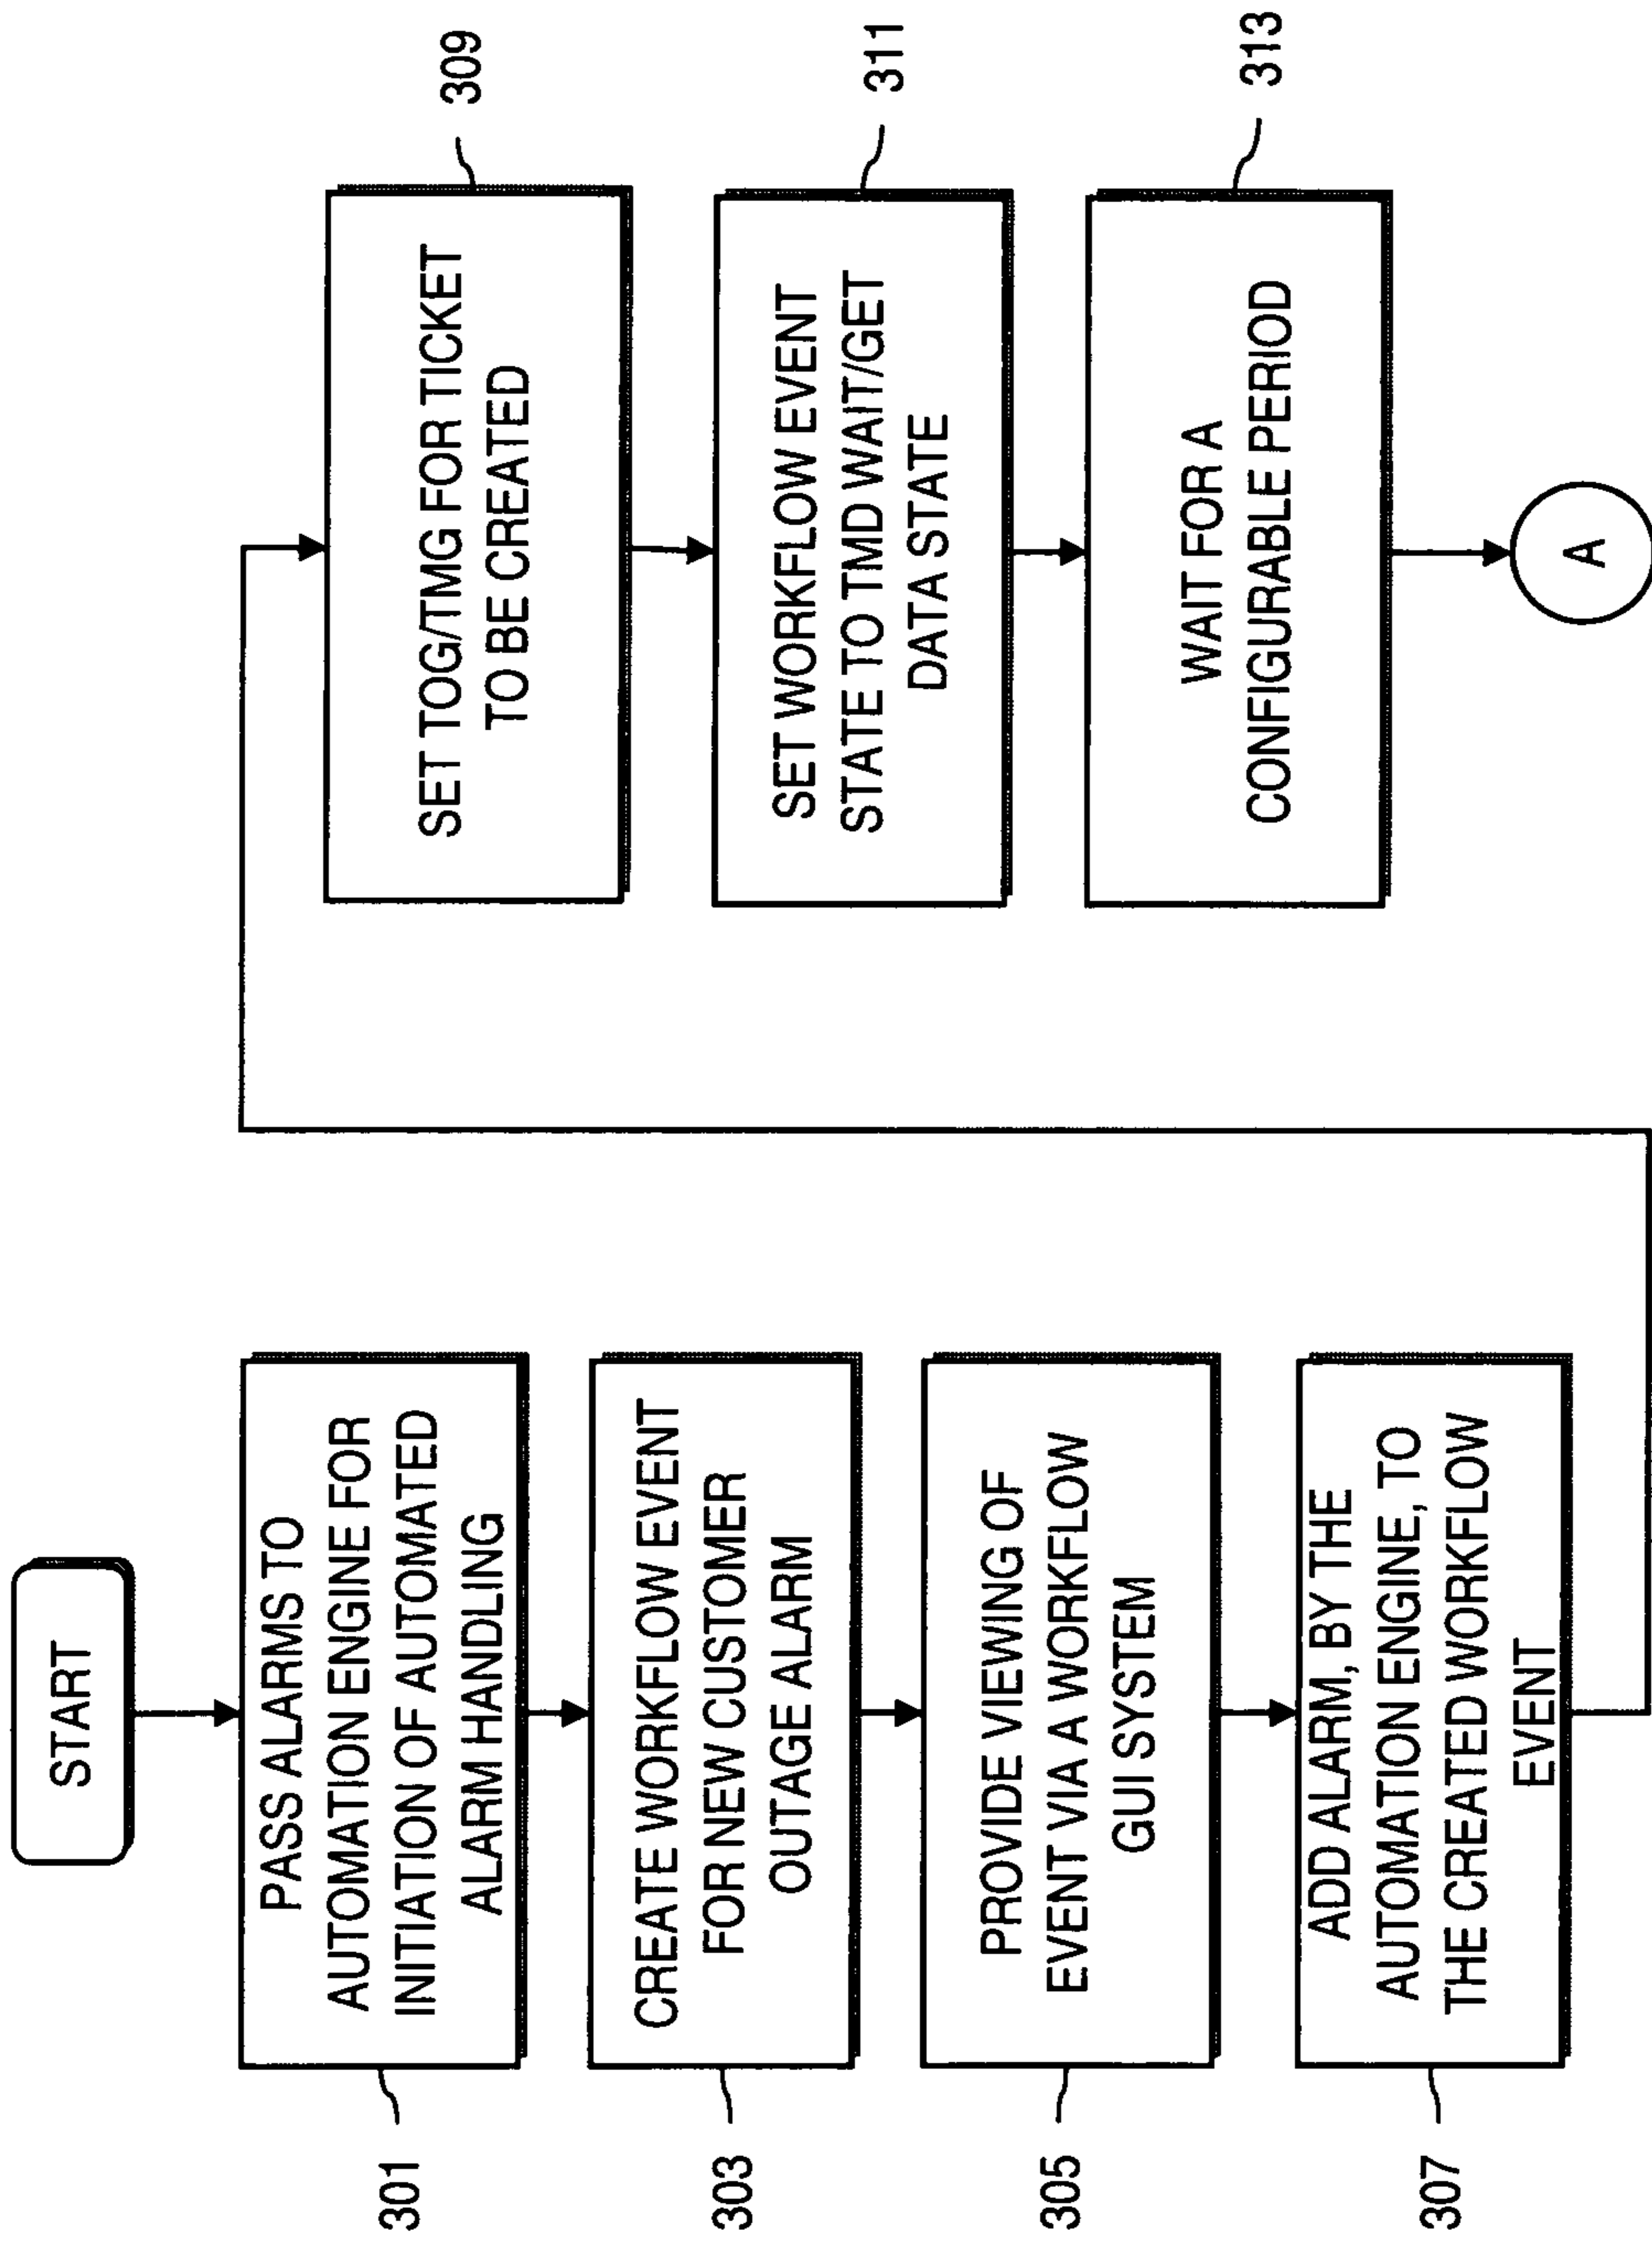 START
301
PASS ALARMS TO
AUTOMATION ENGINE FOR
INITIATION OF AUTOMATED
ALARM HANDLING
303
CREATE WORKFLOW EVENT
FOR NEW CUSTOMER
OUTAGE ALARM
305
PROVIDE VIEWING OF
EVENT VIA A WORKFLOW
GUI SYSTEM
307
ADD ALARM, BY THE
AUTOMATION ENGINE, TO
THE CREATED WORKFLOW
EVENT
309
SET TOG/TMG FOR TICKET
TO BE CREATED
311
SET WORKFLOW EVENT
STATE TO TMD WAIT/GET
DATA STATE
313
WAIT FOR A
CONFIGURABLE PERIOD
A